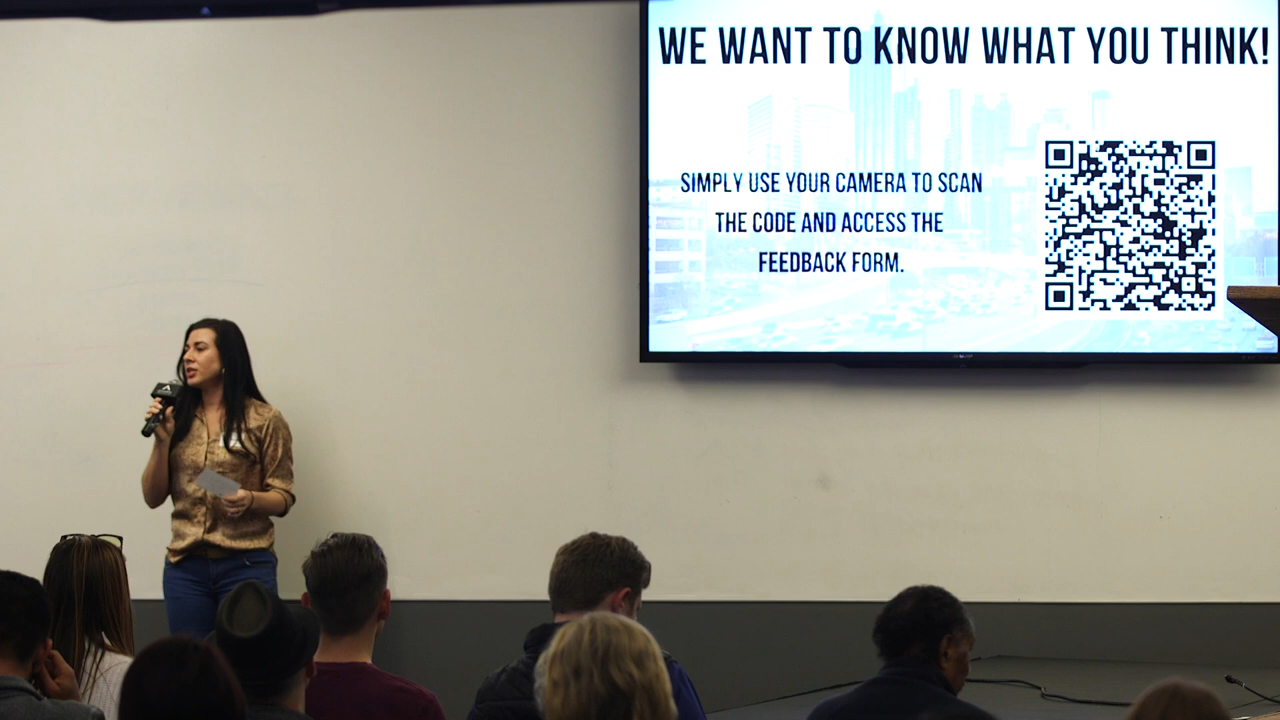 WE WANT TO KNOW WHAT YOU THINK!
SIMPLY USE YOUR CAMERA TO SCAN
THE CODE AND ACCESS THE
FEEDBACK FORM.